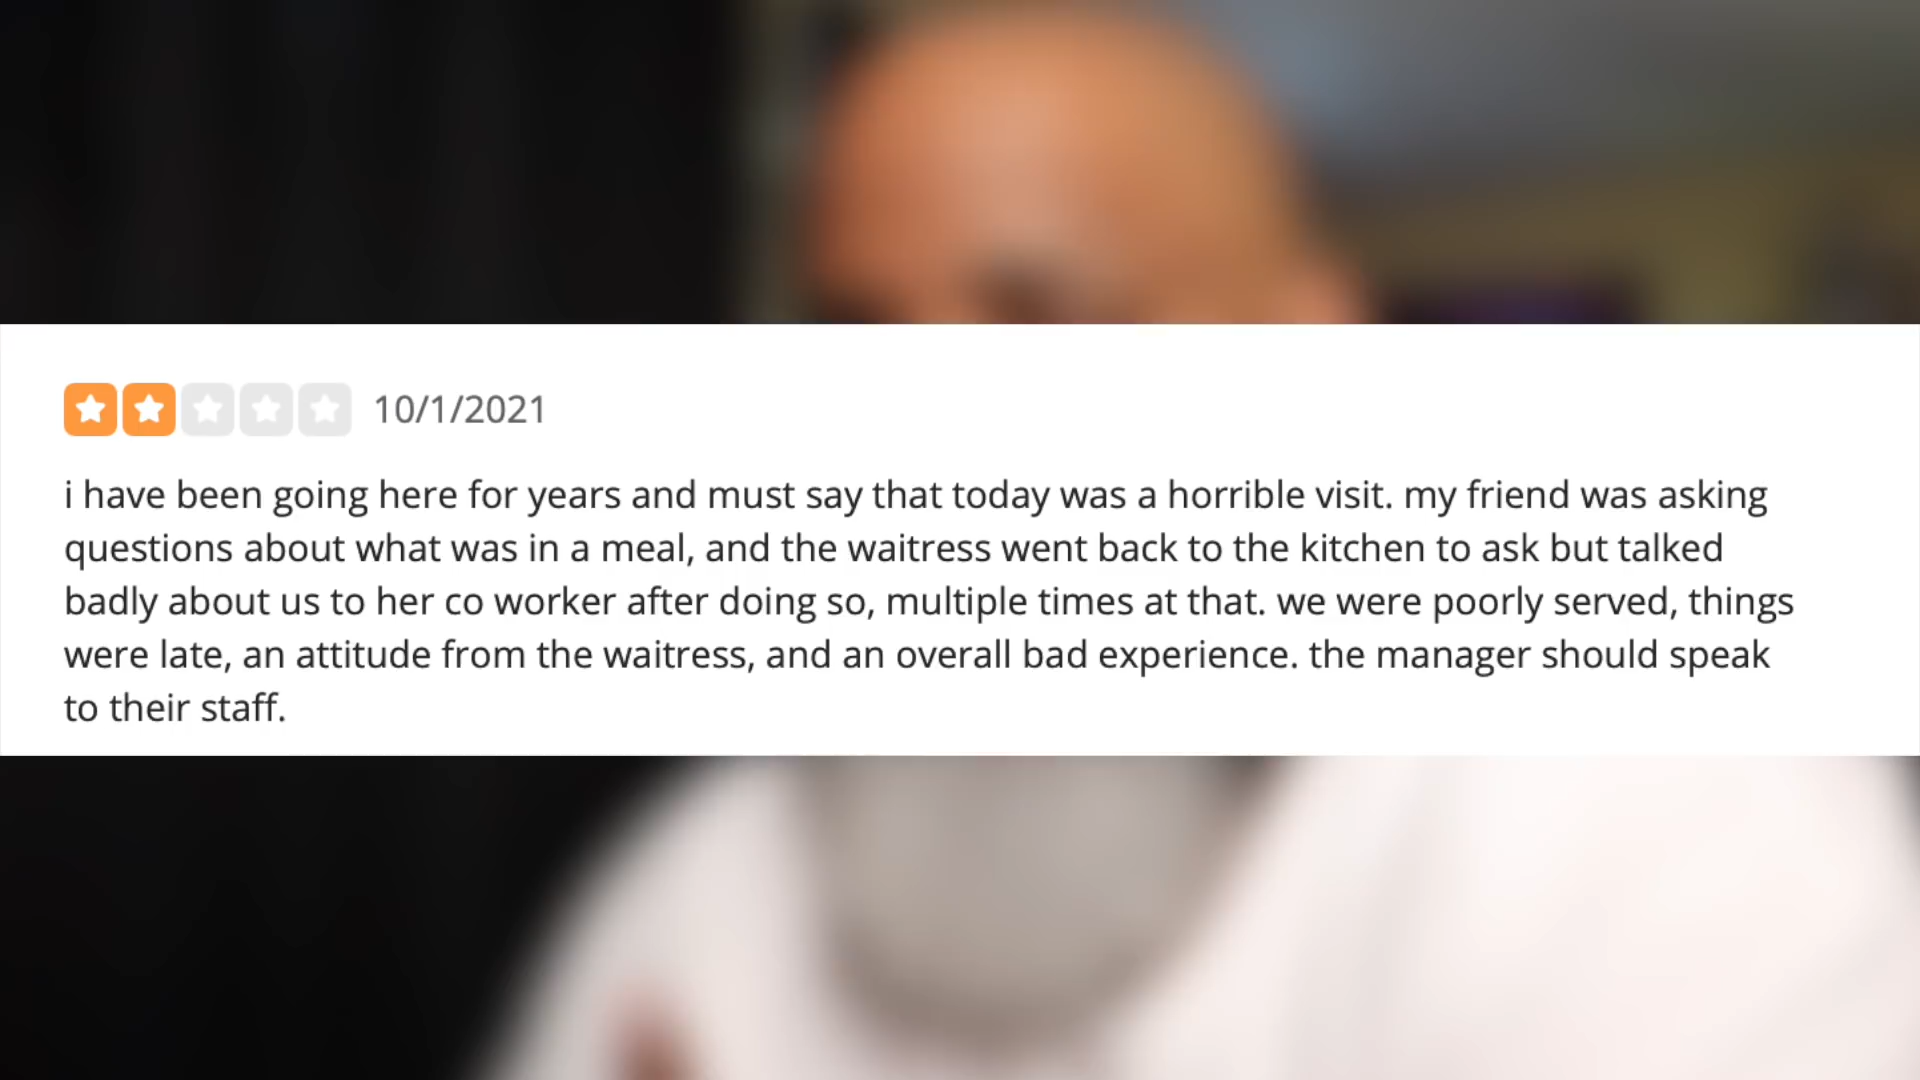 10/1/2021
i have been going here for years and must say that today was a horrible visit. my friend was asking
questions about what was in a meal, and the waitress went back to the kitchen to ask but talked
badly about us to her co worker after doing so, multiple times at that. we were poorly served, things
were late, an attitude from the waitress, and an overall bad experience. the manager should speak
to their staff.